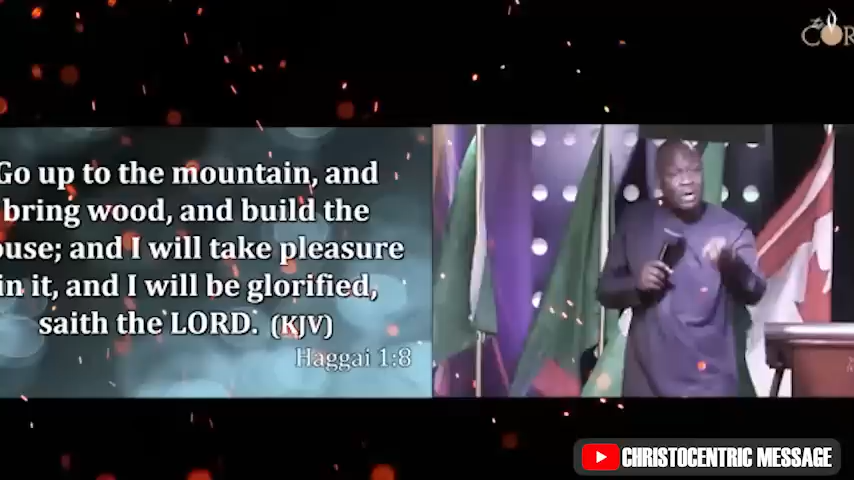 Go up to the mountain, and
bring wood, and build the
ouse; and I will take pleasure
in it, and I will be glorified,
saith the LORD. (KJV)
Haggai 1:8
COR
CHRISTOCENTRIC MESSAGE